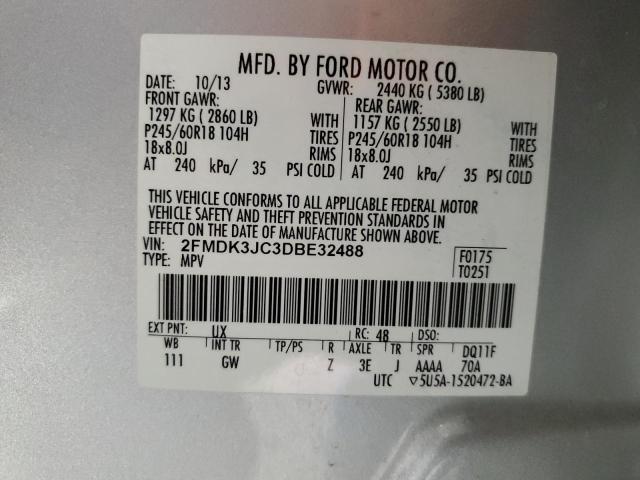 MFD. BY FORD MOTOR CO.
DATE: 10/13 GVWR: 2440 KG ( 5380 LB)
FRONT GAWR: REAR GAWR:
1297 KG ( 2860 LB) WITH 1157 KG ( 2550 LB) WITH
P245/60R18 104H TIRES P245/60R18 104H TIRES
18x8.0J RIMS 18x8.0J RIMS
AT 240 kPa/ 35 PSI COLD AT 240 kPa/ 35 PSI COLD
THIS VEHICLE CONFORMS TO ALL APPLICABLE FEDERAL MOTOR
VEHICLE SAFETY AND THEFT PREVENTION STANDARDS IN
EFFECT ON THE DATE OF MANUFACTURE SHOWN ABOVE.
VIN: 2FMDK3JC3DBE32488 F0175
TYPE: MPV T0251
EXT PNT: UX RC: 48 DSO:
WB INT TR TP/PS R AXLE TR SPR DQ11F
111 GW Z 3E J AAAA 70A
UTC ▽5U5A-1520472-BA